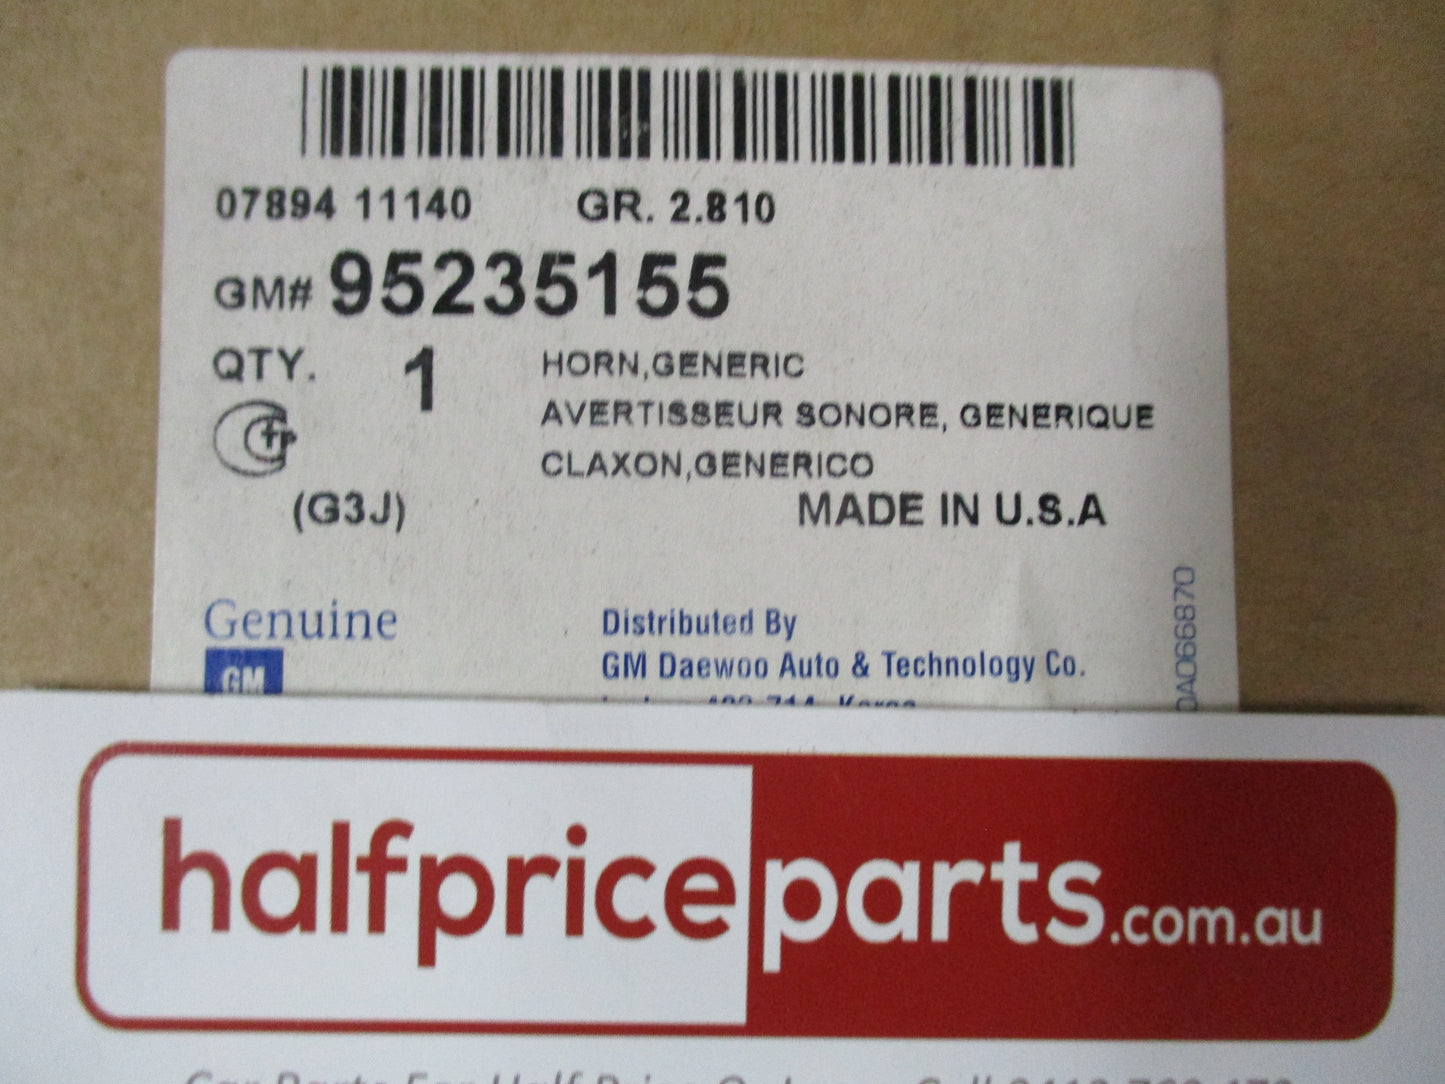 07894 11140 GR. 2.810
GM# 95235155
QTY. 1
HORN,GENERIC
AVERTISSEUR SONORE, GENERIQUE
CLAXON,GENERICO
(G3J) MADE IN U.S.A
Genuine
GM
Distributed By
GM Daewoo Auto & Technology Co.
DA066870
halfpriceparts.com.au